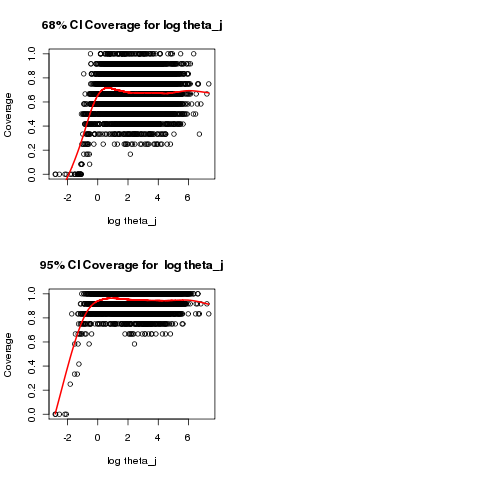 68% CI Coverage for log theta_j
Coverage
0.0 0.2 0.4 0.6 0.8 1.0
-2 0 2 4 6
log theta_j
95% CI Coverage for log theta_j
Coverage
0.0 0.2 0.4 0.6 0.8 1.0
-2 0 2 4 6
log theta_j